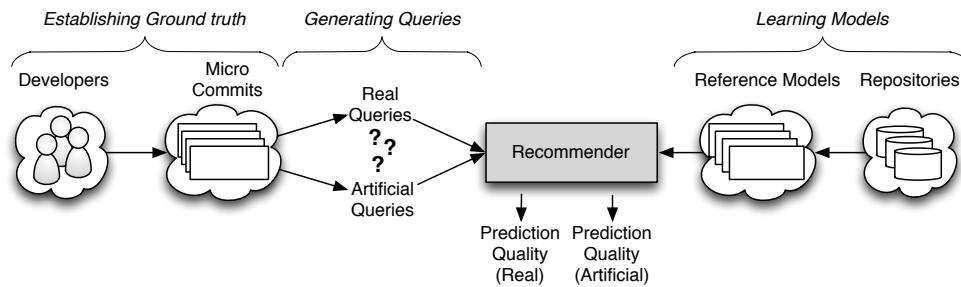 Establishing Ground truth
Generating Queries
Learning Models
Developers
Micro
Commits
Real
Queries
? ? ?
Artificial
Queries
Recommender
Reference Models
Repositories
Prediction
Quality
(Real)
Prediction
Quality
(Artificial)